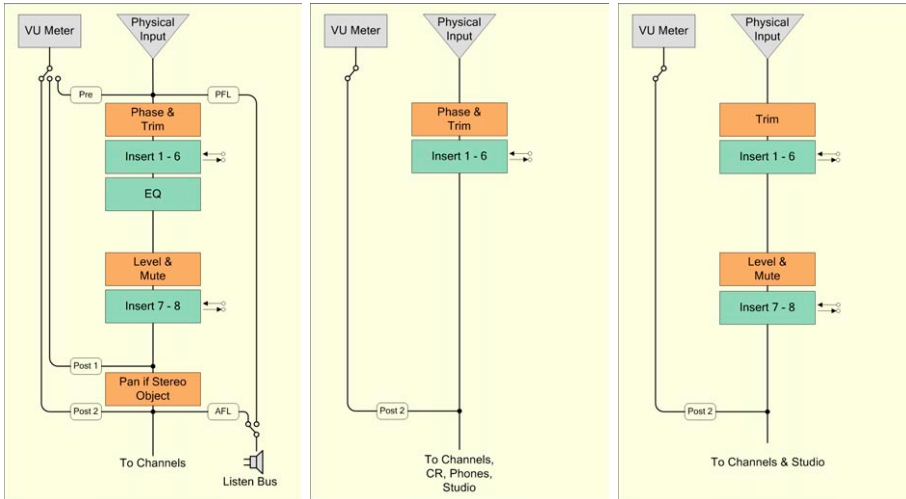 VU Meter
Physical
Input
Pre
PFL
Phase &
Trim
Insert 1 - 6
EQ
Level &
Mute
Insert 7 - 8
Post 1
Pan if Stereo
Object
Post 2
AFL
To Channels
Listen Bus
VU Meter
Physical
Input
Phase &
Trim
Insert 1 - 6
Post 2
To Channels,
CR, Phones,
Studio
VU Meter
Physical
Input
Trim
Insert 1 - 6
Level &
Mute
Insert 7 - 8
Post 2
To Channels & Studio